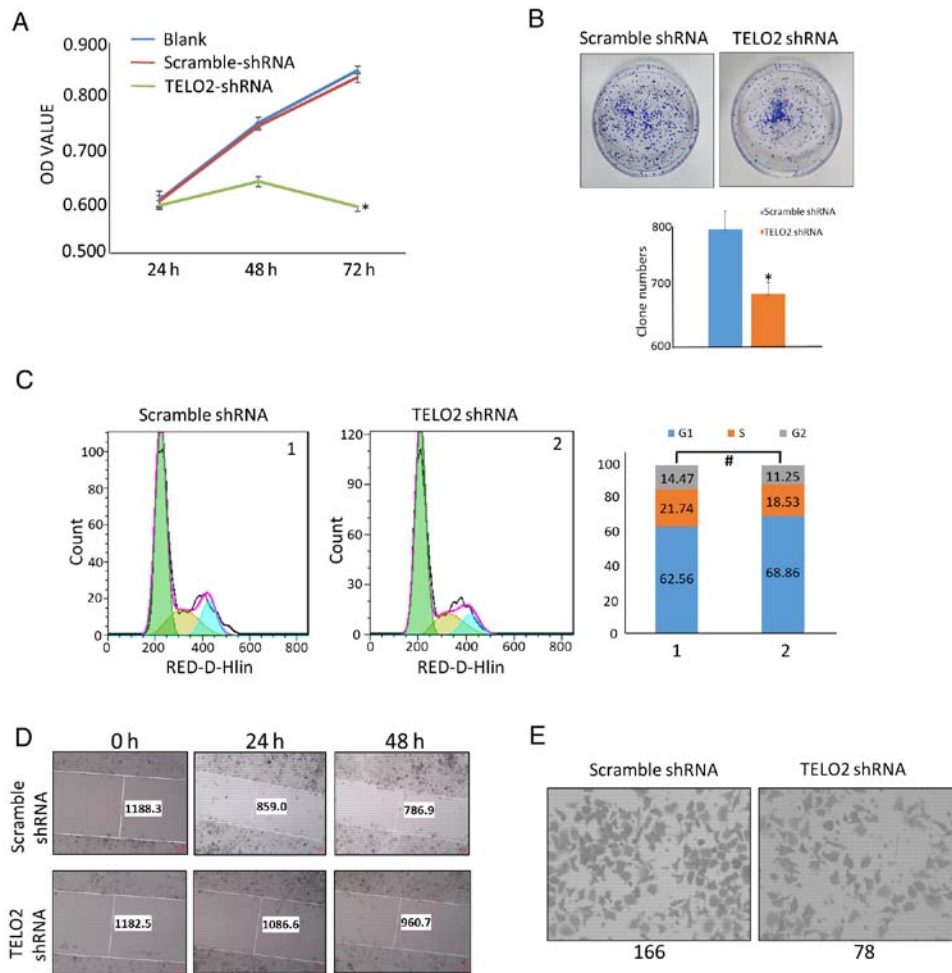 A
Blank
Scramble-shRNA
TELO2-shRNA
OD VALUE
0.900
0.800
0.700
0.600
0.500
*
24 h 48 h 72 h
B
Scramble shRNA TELO2 shRNA
Scramble shRNA
TELO2 shRNA
Clone numbers
800
700
600
*
C
Scramble shRNA
1
Count
100
80
60
40
20
0
0 200 400 600 800
RED-D-Hlin
TELO2 shRNA
2
Count
120
90
60
30
0
0 200 400 600 800
RED-D-Hlin
G1 S G2
#
100
80
60
40
20
0
14.47 11.25
21.74 18.53
62.56 68.86
1 2
D
0 h 24 h 48 h
Scramble
shRNA
1188.3 859.0 786.9
TELO2
shRNA
1182.5 1086.6 960.7
E
Scramble shRNA TELO2 shRNA
166 78